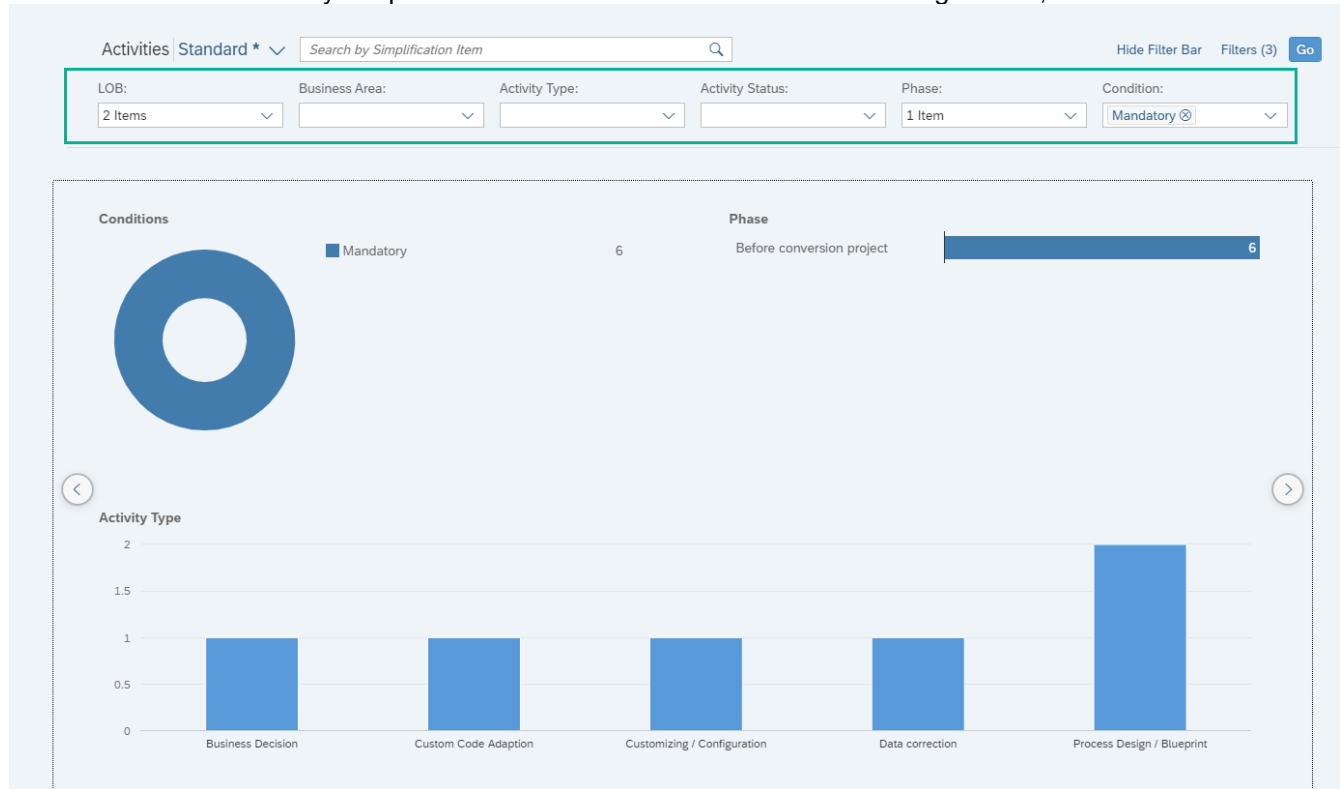 Activities Standard * Search by Simplification Item Hide Filter Bar Filters (3) Go
LOB: Business Area: Activity Type: Activity Status: Phase: Condition:
2 Items 1 Item Mandatory
Conditions Phase
Mandatory 6 Before conversion project 6
Activity Type
2
1.5
1
0.5
0
Business Decision Custom Code Adaption Customizing / Configuration Data correction Process Design / Blueprint